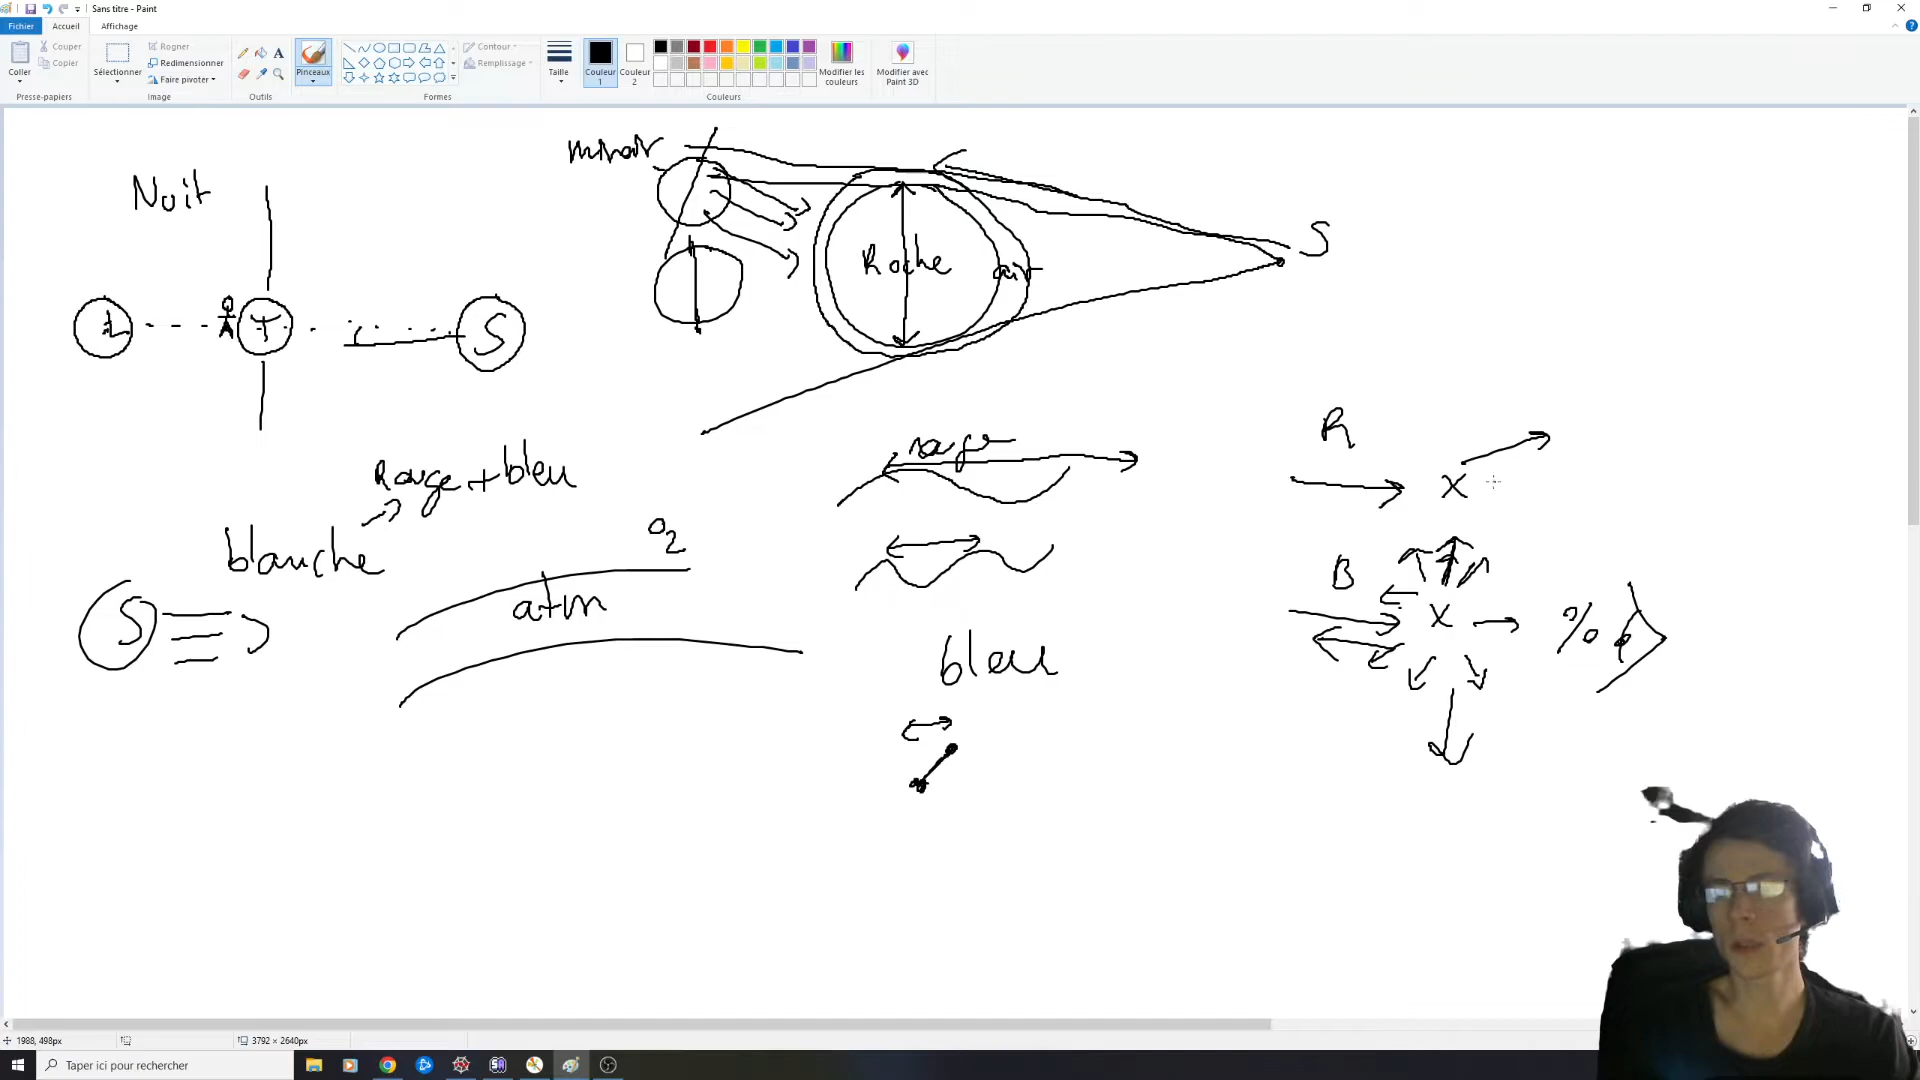 Sans titre - Paint
Fichier
Accueil
Affichage
Coller
Couper
Copier
Presse-papiers
Sélectionner
Rogner
Redimensionner
Faire pivoter
Image
A
Outils
Pinceaux
Contour
Remplissage
Formes
Taille
Couleur
1
Couleur
2
Couleurs
Modifier les
couleurs
Modifier avec
Paint 3D
Nuit
L
T
S
Roche
air
S
Rouge + bleu
blanche
S
O2
atm
rouge
bleu
R
X
B
X
%
1988, 498px
3792 × 2640px
Taper ici pour rechercher